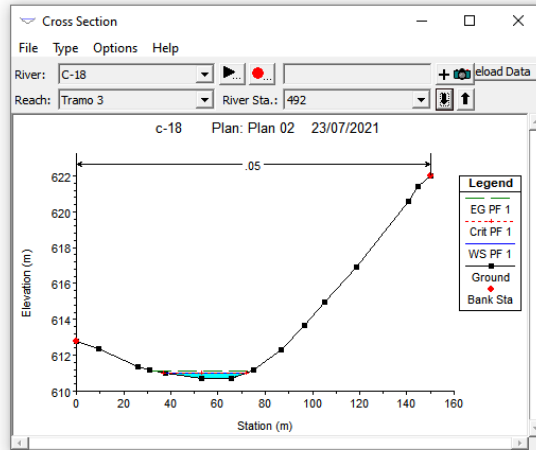 Cross Section
File Type Options Help
River: C-18 ... ... + eload Data
Reach: Tramo 3 River Sta.: 492
c-18 Plan: Plan 02 23/07/2021
.05
622
620
618
616
614
612
610
Elevation (m)
0 20 40 60 80 100 120 140 160
Station (m)
Legend
EG PF 1
Crit PF 1
WS PF 1
Ground
Bank Sta